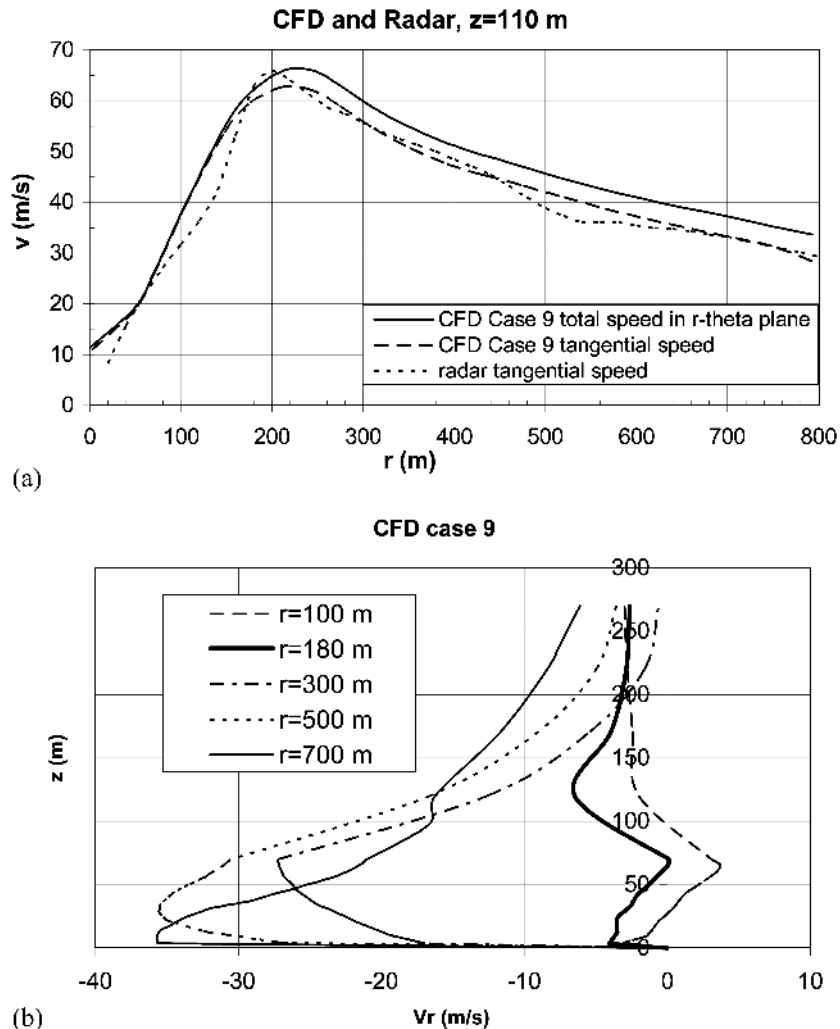 CFD and Radar, z=110 m
70
60
50
40
30
20
10
0
v (m/s)
CFD Case 9 total speed in r-theta plane
CFD Case 9 tangential speed
radar tangential speed
0 100 200 300 400 500 600 700 800
r (m)
(a)
CFD case 9
300
250
200
150
100
50
0
z (m)
r=100 m
r=180 m
r=300 m
r=500 m
r=700 m
-40 -30 -20 -10 0 10
Vr (m/s)
(b)